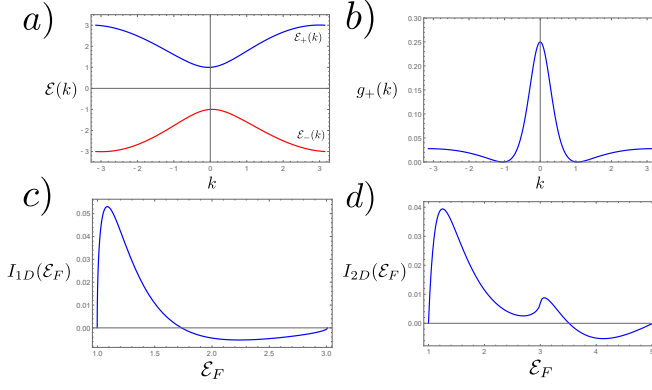 a)
3
2
1
0
-1
-2
-3
ℰ(k)
ℰ₊(k)
ℰ₋(k)
-3 -2 -1 0 1 2 3
k
b)
0.30
0.25
0.20
0.15
0.10
0.05
0.00
g₊(k)
-3 -2 -1 0 1 2 3
k
c)
0.05
0.04
0.03
0.02
0.01
0.00
I₁D(ℰF)
1.0 1.5 2.0 2.5 3.0
ℰF
d)
0.04
0.03
0.02
0.01
0.00
I₂D(ℰF)
1 2 3 4 5
ℰF